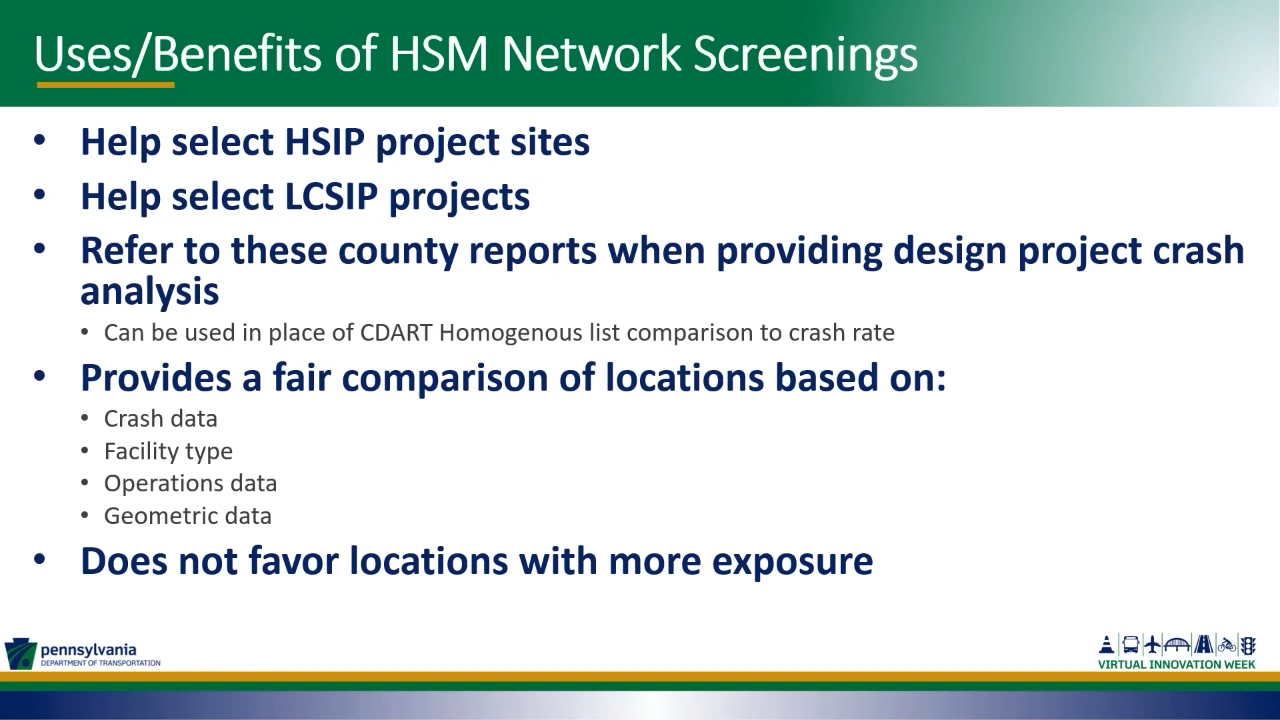 Uses/Benefits of HSM Network Screenings
• Help select HSIP project sites
• Help select LCSIP projects
• Refer to these county reports when providing design project crash
analysis
• Can be used in place of CDART Homogenous list comparison to crash rate
• Provides a fair comparison of locations based on:
• Crash data
• Facility type
• Operations data
• Geometric data
• Does not favor locations with more exposure
pennsylvania
DEPARTMENT OF TRANSPORTATION
VIRTUAL INNOVATION WEEK